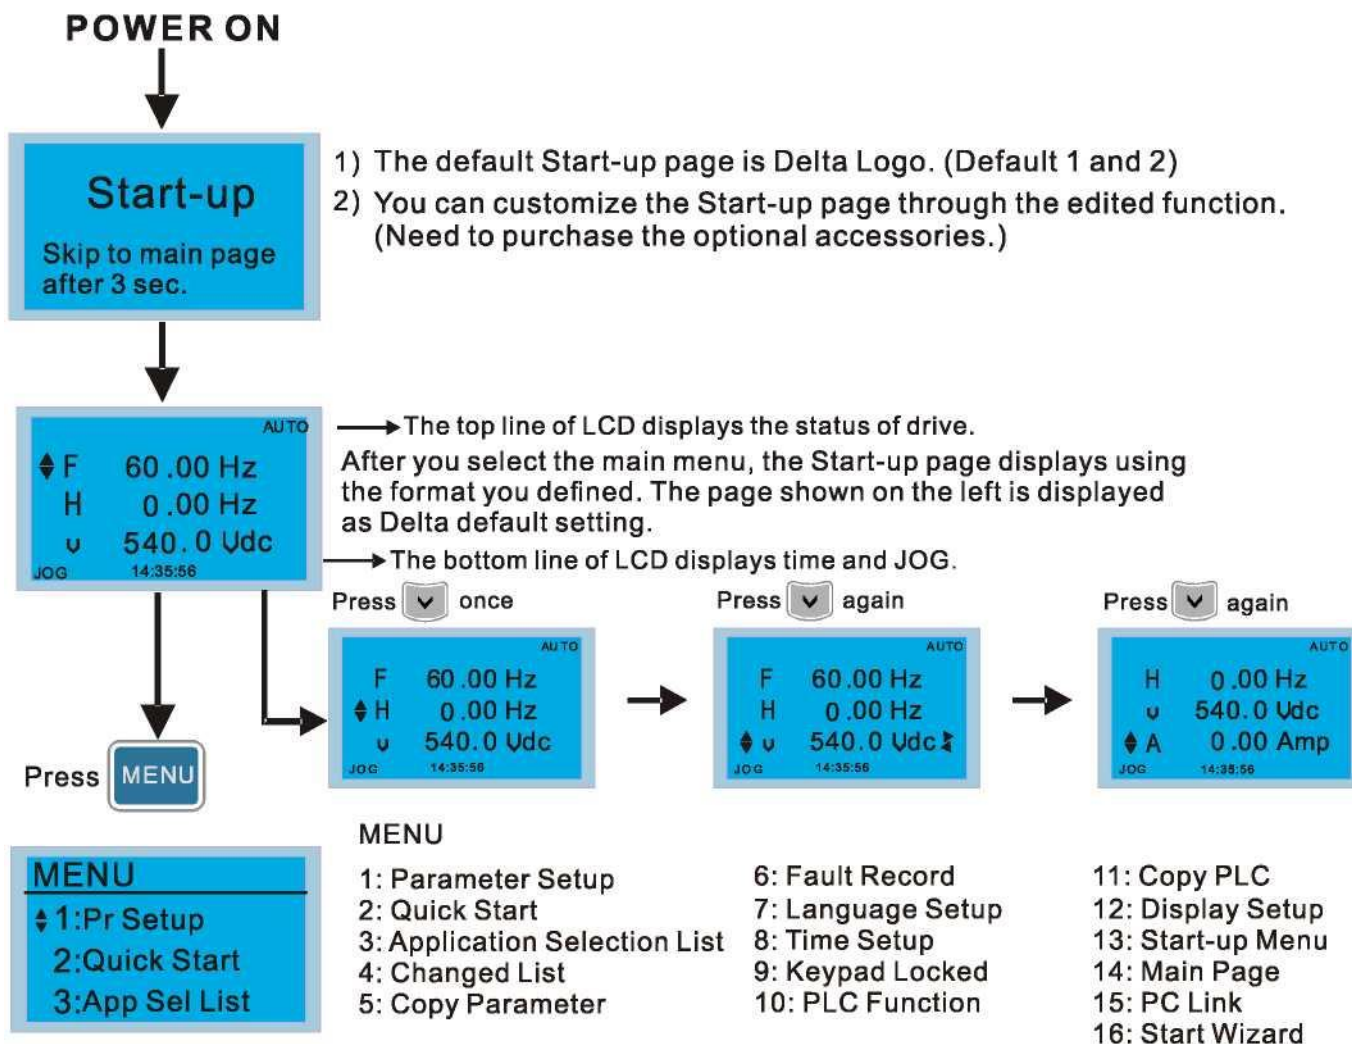 POWER ON
Start-up
Skip to main page
after 3 sec.
1) The default Start-up page is Delta Logo. (Default 1 and 2)
2) You can customize the Start-up page through the edited function.
(Need to purchase the optional accessories.)
AUTO
F 60.00 Hz
H 0.00 Hz
u 540.0 Vdc
JOG 14:35:56
The top line of LCD displays the status of drive.
After you select the main menu, the Start-up page displays using
the format you defined. The page shown on the left is displayed
as Delta default setting.
The bottom line of LCD displays time and JOG.
Press once
AUTO
F 60.00 Hz
H 0.00 Hz
u 540.0 Vdc
JOG 14:35:56
Press again
AUTO
F 60.00 Hz
H 0.00 Hz
u 540.0 Vdc
JOG 14:35:56
Press again
AUTO
H 0.00 Hz
u 540.0 Vdc
A 0.00 Amp
JOG 14:35:56
Press MENU
MENU
1:Pr Setup
2:Quick Start
3:App Sel List
MENU
1: Parameter Setup
2: Quick Start
3: Application Selection List
4: Changed List
5: Copy Parameter
6: Fault Record
7: Language Setup
8: Time Setup
9: Keypad Locked
10: PLC Function
11: Copy PLC
12: Display Setup
13: Start-up Menu
14: Main Page
15: PC Link
16: Start Wizard